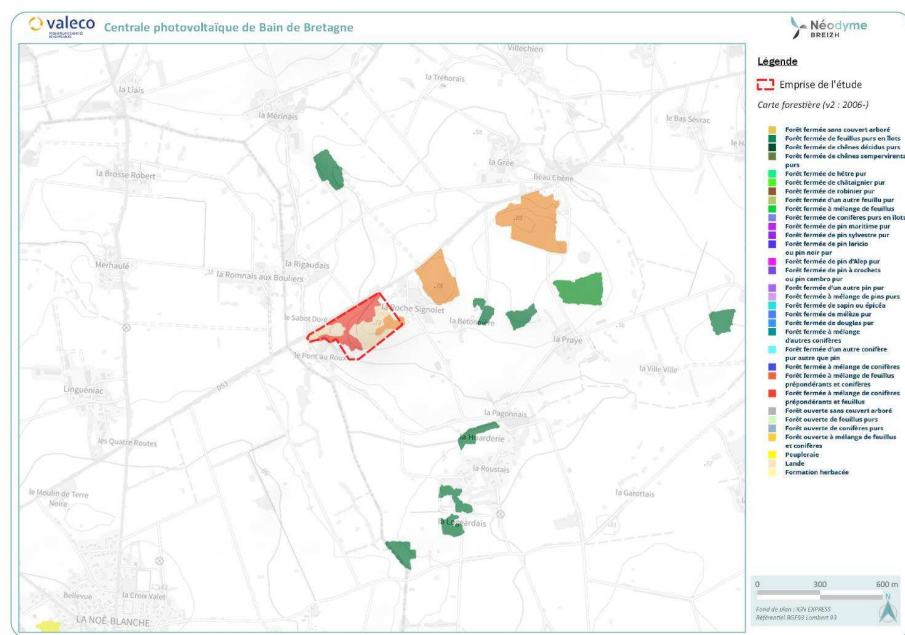 valeco
Centrale photovoltaïque de Bain de Bretagne
Néodyme
BREIZH
Légende
Emprise de l'étude
Carte forestière (v2 : 2006-)
Forêt fermée sans couvert arboré
Forêt fermée de feuillus purs en îlots
Forêt fermée de chênes décidus purs
Forêt fermée de chênes sempervirents
purs
Forêt fermée de hêtre pur
Forêt fermée de châtaignier pur
Forêt fermée de robinier pur
Forêt fermée d'un autre feuillu pur
Forêt fermée à mélange de feuillus
Forêt fermée de conifères purs en îlots
Forêt fermée de pin maritime pur
Forêt fermée de pin sylvestre pur
Forêt fermée de pin laricio
ou pin noir pur
Forêt fermée de pin d'Alep pur
Forêt fermée de pin à crochets
ou pin cembro pur
Forêt fermée d'un autre pin pur
Forêt fermée à mélange de pins purs
Forêt fermée de sapin ou épicéa
Forêt fermée de mélèze pur
Forêt fermée de douglas pur
Forêt fermée à mélange
d'autres conifères
Forêt fermée d'un autre conifère
pur autre que pin
Forêt fermée à mélange de conifères
Forêt fermée à mélange de feuillus
prépondérants et conifères
Forêt fermée à mélange de conifères
prépondérants et feuillus
Forêt ouverte sans couvert arboré
Forêt ouverte de feuillus purs
Forêt ouverte de conifères purs
Forêt ouverte à mélange de feuillus
et conifères
Peupleraie
Lande
Formation herbacée
Villechien
la Tréhorais
la Liais
la Mérinais
le Bas Sevrac
la Grée
la Brosse Robert
Beau Chêne
Merhaulé
la Rigaudais
la Romnais aux Bouliers
la Roche Signolet
le Sabot Doré
la Bétonnière
la Praye
le Pont au Roux
la Ville Ville
D53
Linguéniac
la Pagonnais
la Huarderie
les Quatre Routes
la Roustais
la Garottais
le Moulin de Terre
Noire
la Logeardais
Bellevue
la Croix Valet
LA NOË-BLANCHE
0 300 600 m
N
Fond de plan : IGN EXPRESS
Référentiel RGF93 Lambert 93